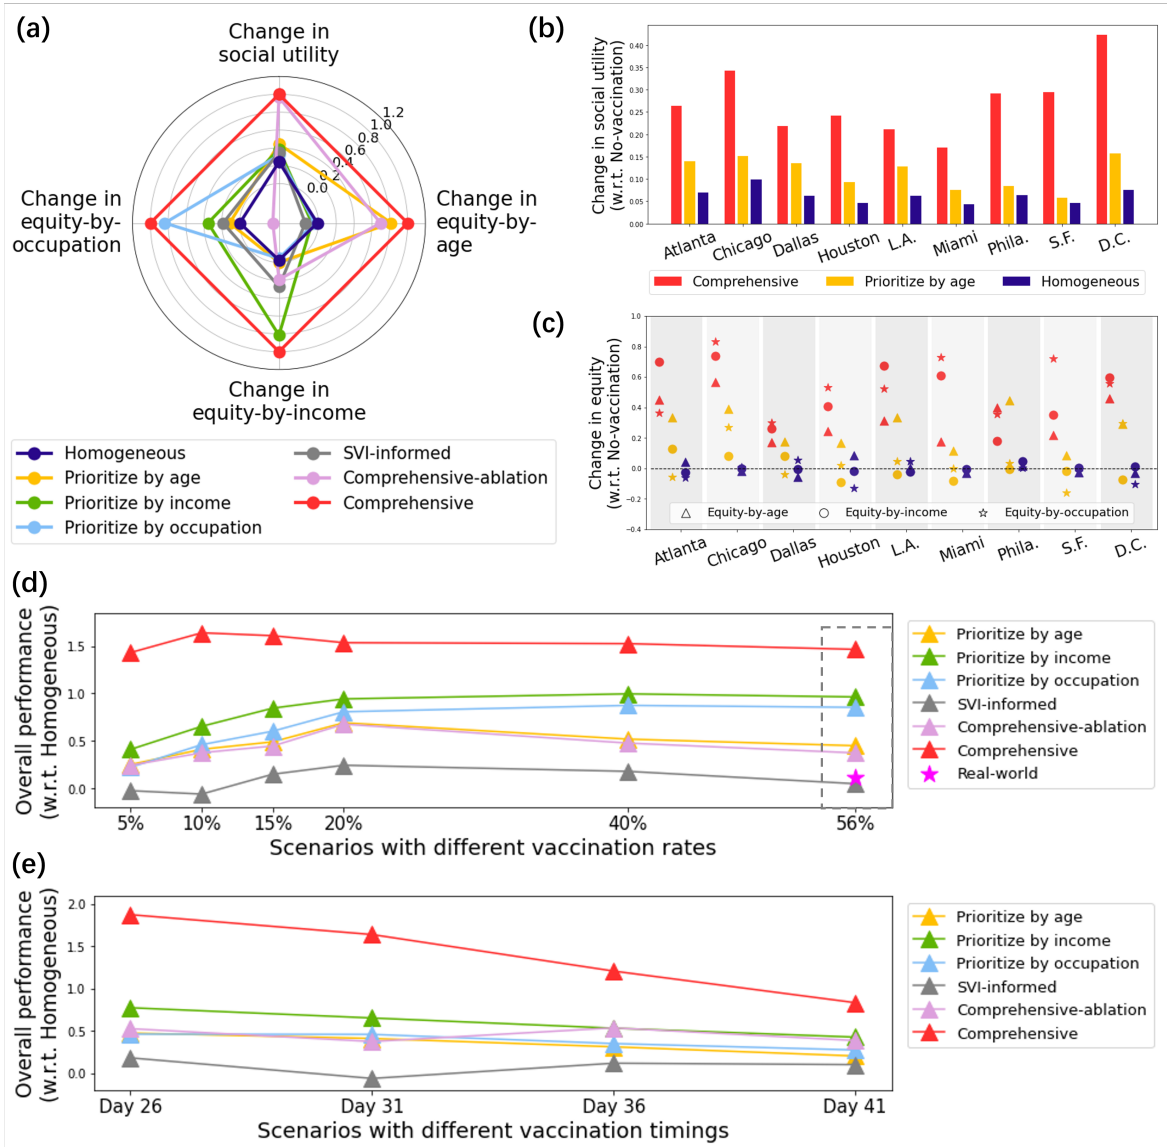 (a)
Change in
social utility
1.2
1.0
0.8
0.6
0.4
0.2
0.0
Change in
equity-by-
occupation
Change in
equity-by-
age
Change in
equity-by-income
Homogeneous
Prioritize by age
Prioritize by income
Prioritize by occupation
SVI-informed
Comprehensive-ablation
Comprehensive
(b)
Change in social utility
(w.r.t. No-vaccination)
0.40
0.35
0.30
0.25
0.20
0.15
0.10
0.05
0.00
Atlanta
Chicago
Dallas
Houston
L.A.
Miami
Phila.
S.F.
D.C.
Comprehensive
Prioritize by age
Homogeneous
(c)
Change in equity
(w.r.t. No-vaccination)
1.0
0.8
0.6
0.4
0.2
0.0
−0.2
−0.4
Equity-by-age
Equity-by-income
Equity-by-occupation
Atlanta
Chicago
Dallas
Houston
L.A.
Miami
Phila.
S.F.
D.C.
(d)
Overall performance
(w.r.t. Homogeneous)
1.5
1.0
0.5
0.0
5%
10%
15%
20%
40%
56%
Scenarios with different vaccination rates
Prioritize by age
Prioritize by income
Prioritize by occupation
SVI-informed
Comprehensive-ablation
Comprehensive
Real-world
(e)
Overall performance
(w.r.t. Homogeneous)
2.0
1.5
1.0
0.5
0.0
Day 26
Day 31
Day 36
Day 41
Scenarios with different vaccination timings
Prioritize by age
Prioritize by income
Prioritize by occupation
SVI-informed
Comprehensive-ablation
Comprehensive